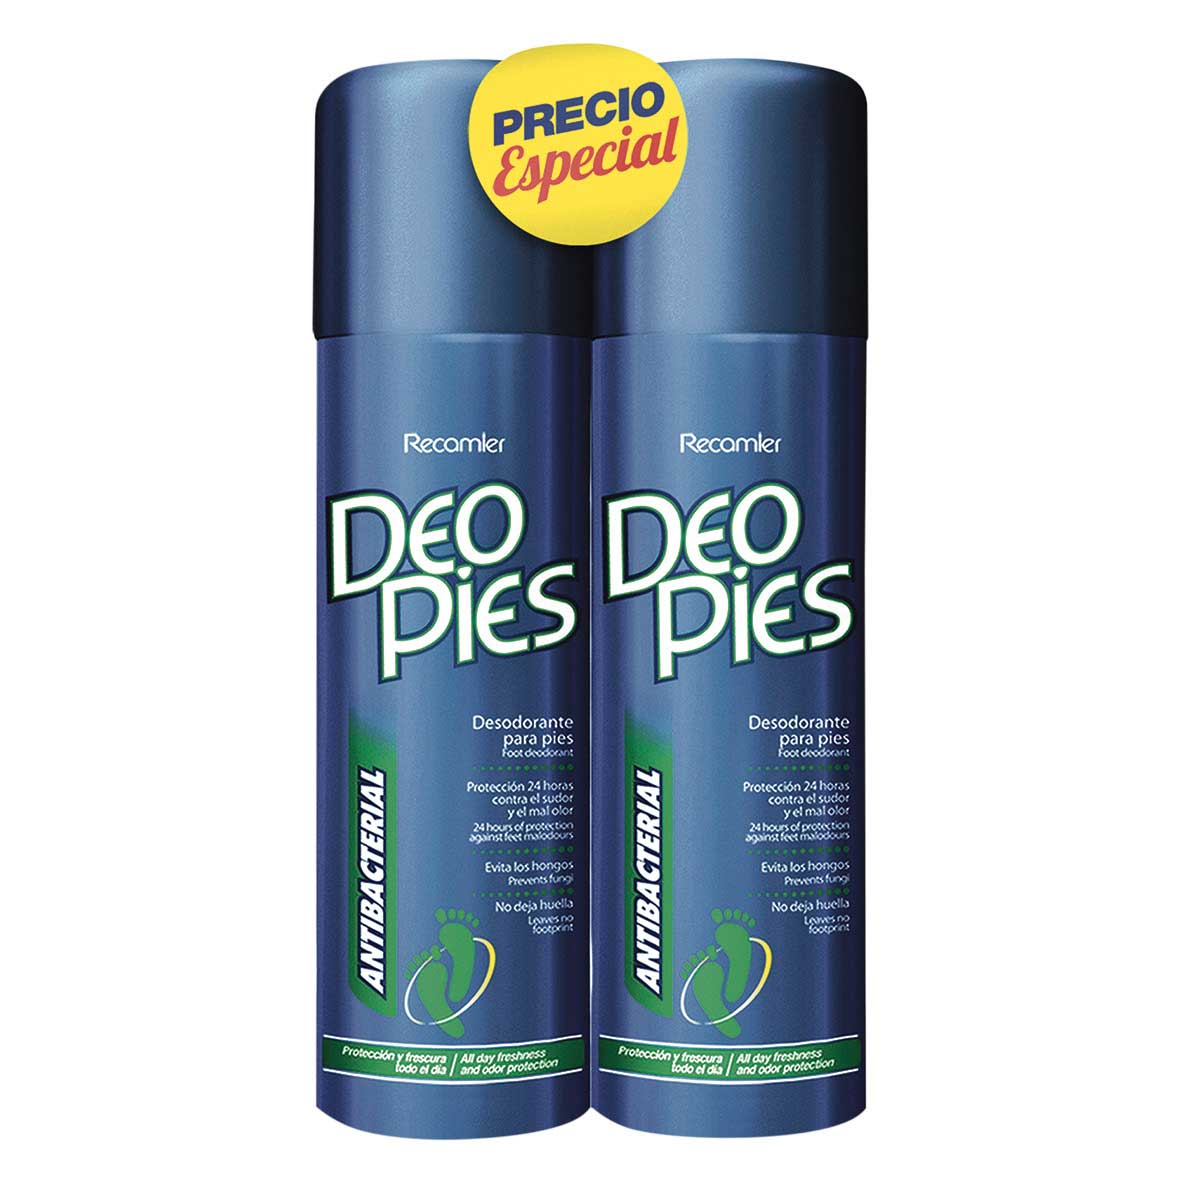 PRECIO
Especial
Recamier
DEO
PIES
Desodorante
para pies
Foot deodorant
Protección 24 horas
contra el sudor
y el mal olor
24 hours of protection
against feet malodours
Evita los hongos
Prevents fungi
No deja huella
Leaves no
footprint
ANTIBACTERIAL
Protección y frescura
todo el día
All day freshness
and odor protection
Recamier
DEO
PIES
Desodorante
para pies
Foot deodorant
Protección 24 horas
contra el sudor
y el mal olor
24 hours of protection
against feet malodours
Evita los hongos
Prevents fungi
No deja huella
Leaves no
footprint
ANTIBACTERIAL
Protección y frescura
todo el día
All day freshness
and odor protection